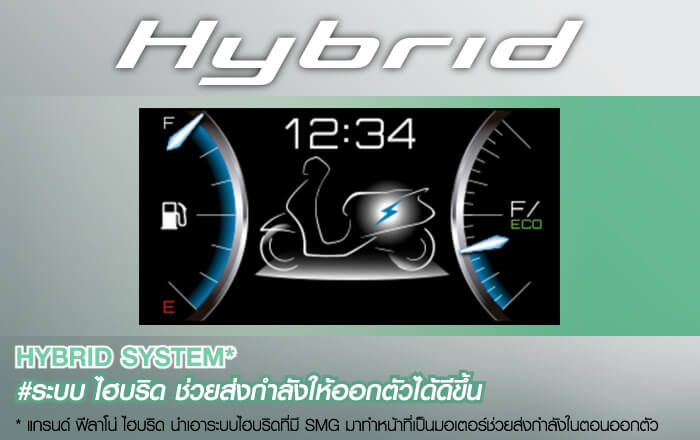 Hybrid
F
12:34
F/
ECO
E
HYBRID SYSTEM*
#ระบบ ไฮบริด ช่วยส่งกำลังให้ออกตัวได้ดีขึ้น
* แกรนด์ ฟีลาโน่ ไฮบริด นำเอาระบบไฮบริดที่มี SMG มาทำหน้าที่เป็นมอเตอร์ช่วยส่งกำลังในตอนออกตัว